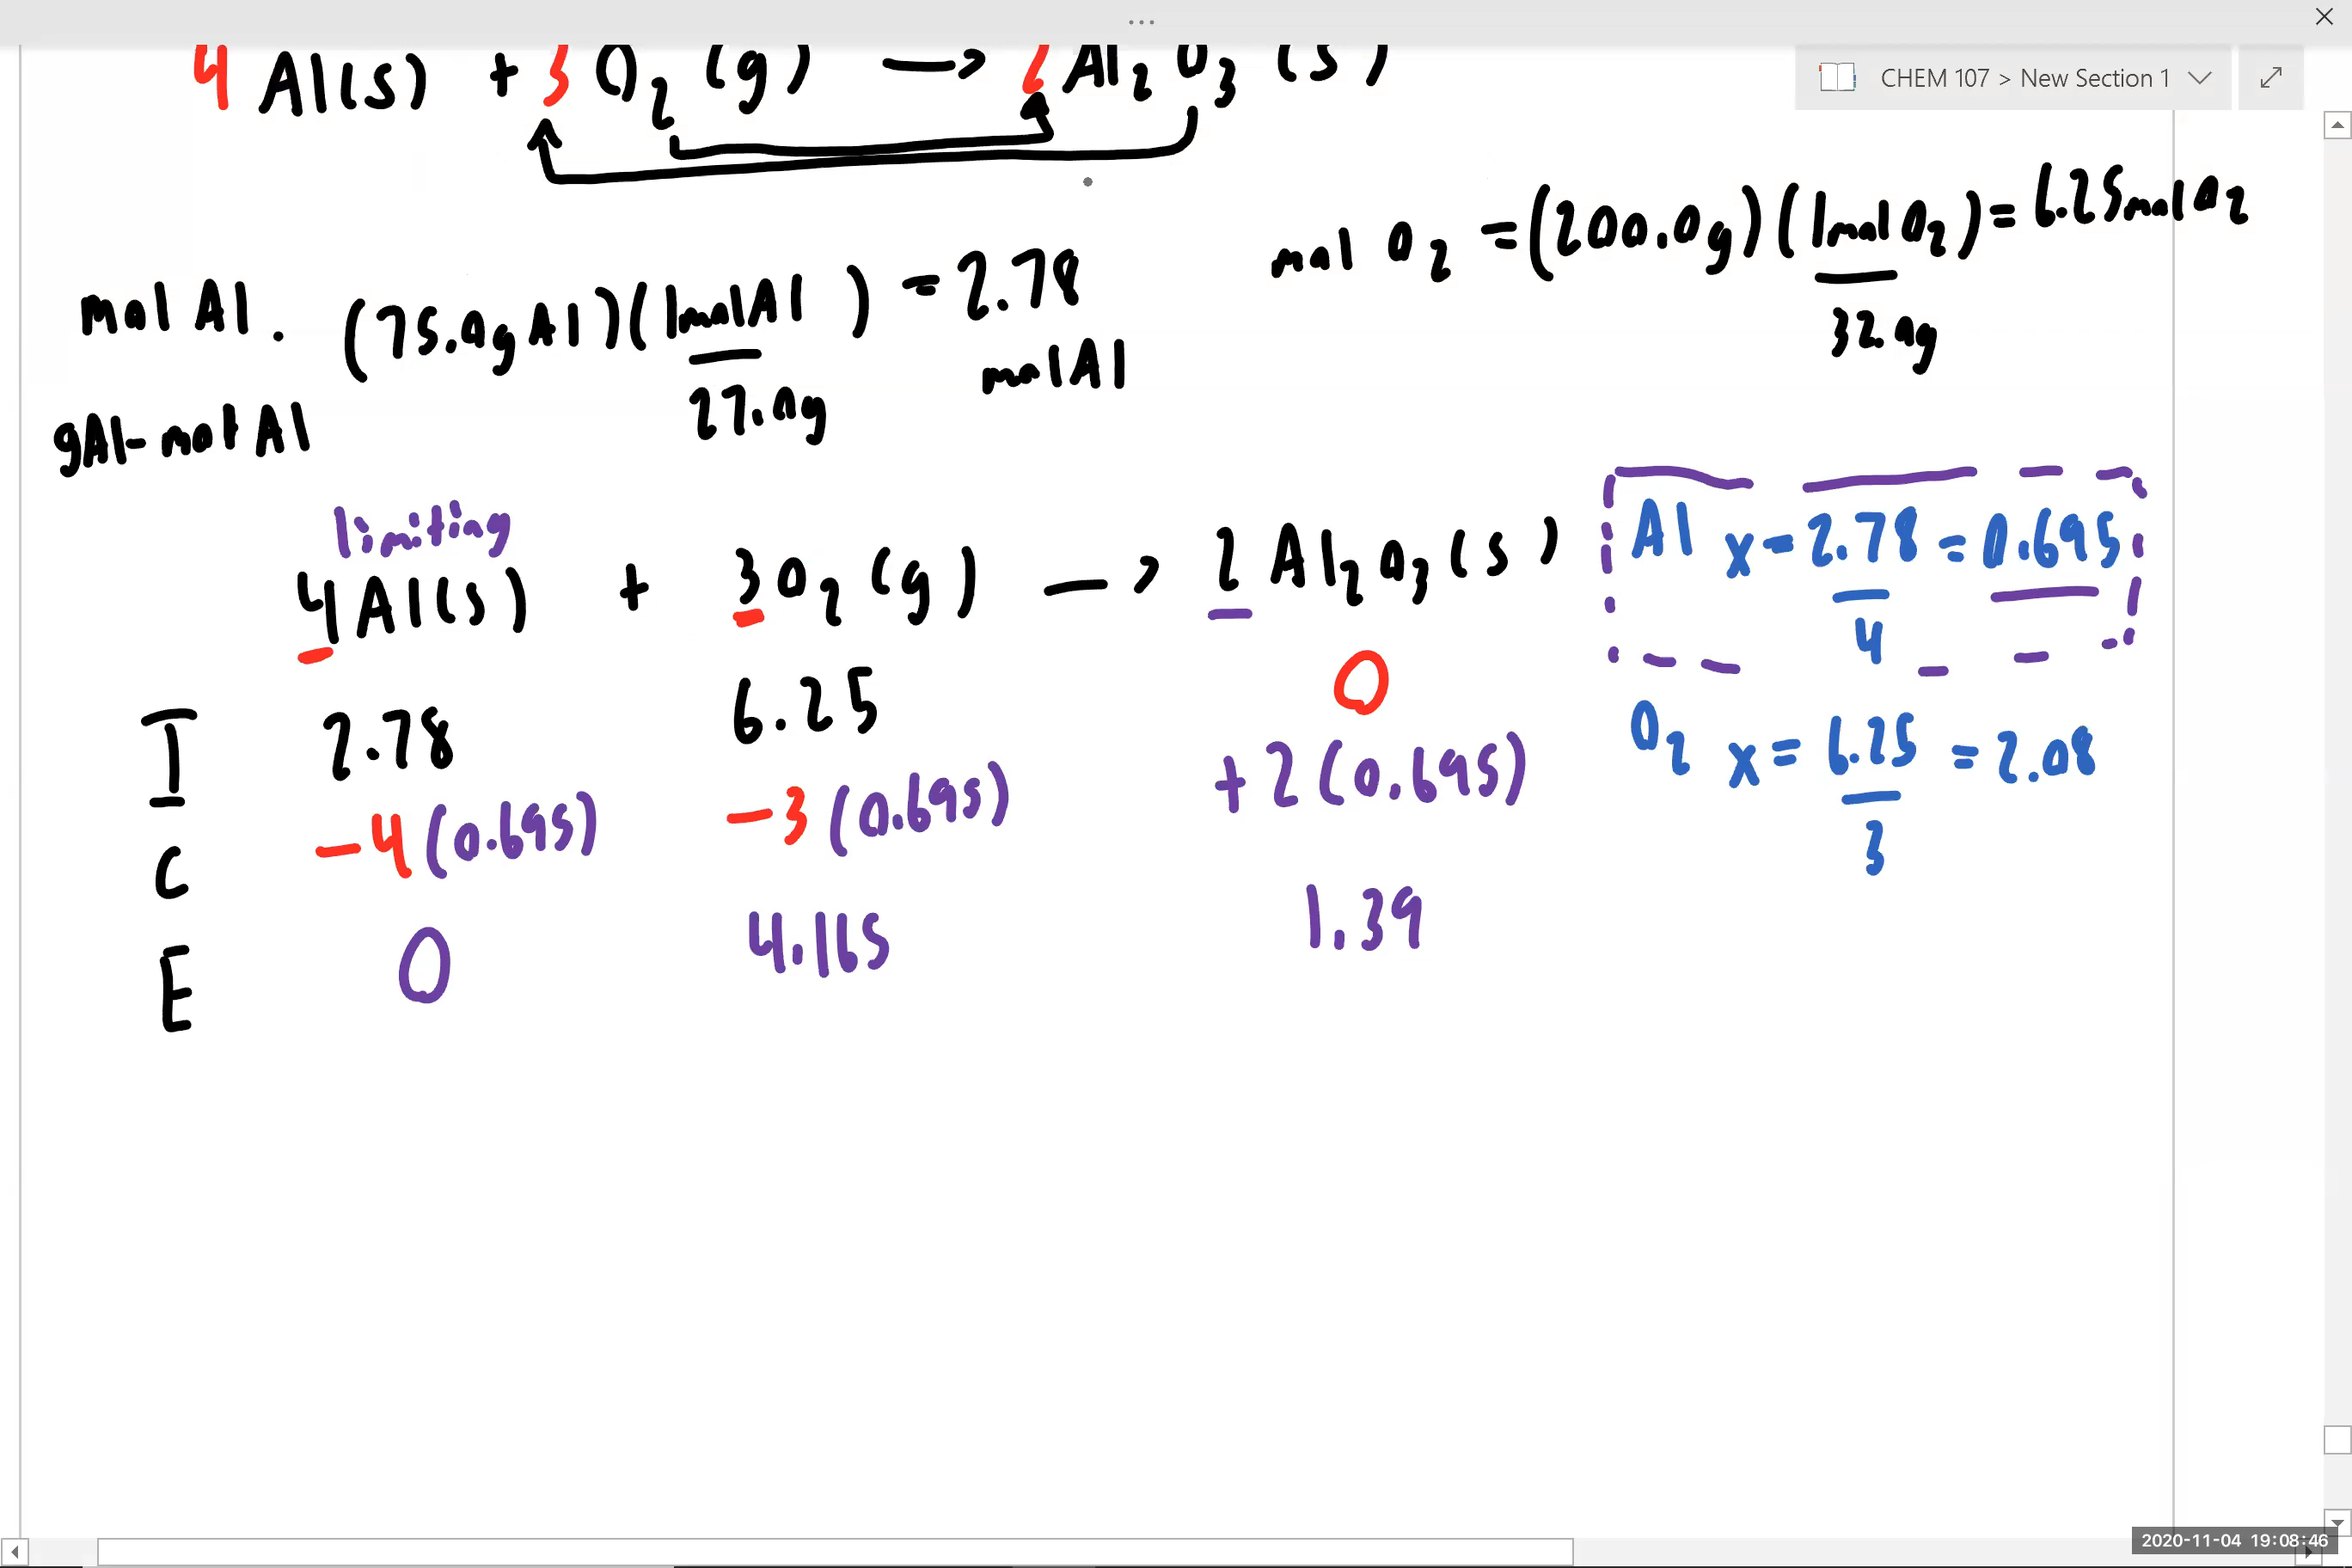 CHEM 107 > New Section 1
4 Al(s) + 3 O2 (g) → 2 Al2O3 (s)
mol O2 = (200.0g)(1mol O2 / 32.0g) = 6.25 mol O2
mol Al. (75.0g Al)(1mol Al / 27.0g) = 2.78 mol Al
gAl-mol Al
limiting
4Al(s) + 3O2(g) → 2Al2O3(s)
Al x = 2.78 / 4 = 0.695
O2 x = 6.25 / 3 = 2.08
I 2.78 6.25 0
C -4(0.695) -3(0.695) +2(0.695)
E 0 4.165 1.39
2020-11-04 19:08:46